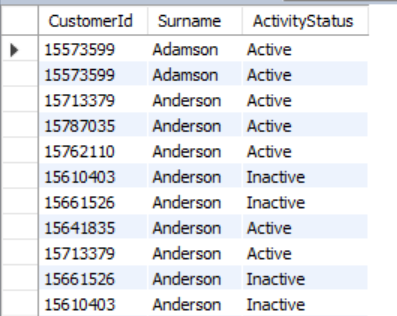 CustomerId Surname ActivityStatus
15573599 Adamson Active
15573599 Adamson Active
15713379 Anderson Active
15787035 Anderson Active
15762110 Anderson Active
15610403 Anderson Inactive
15661526 Anderson Inactive
15641835 Anderson Active
15713379 Anderson Active
15661526 Anderson Inactive
15610403 Anderson Inactive